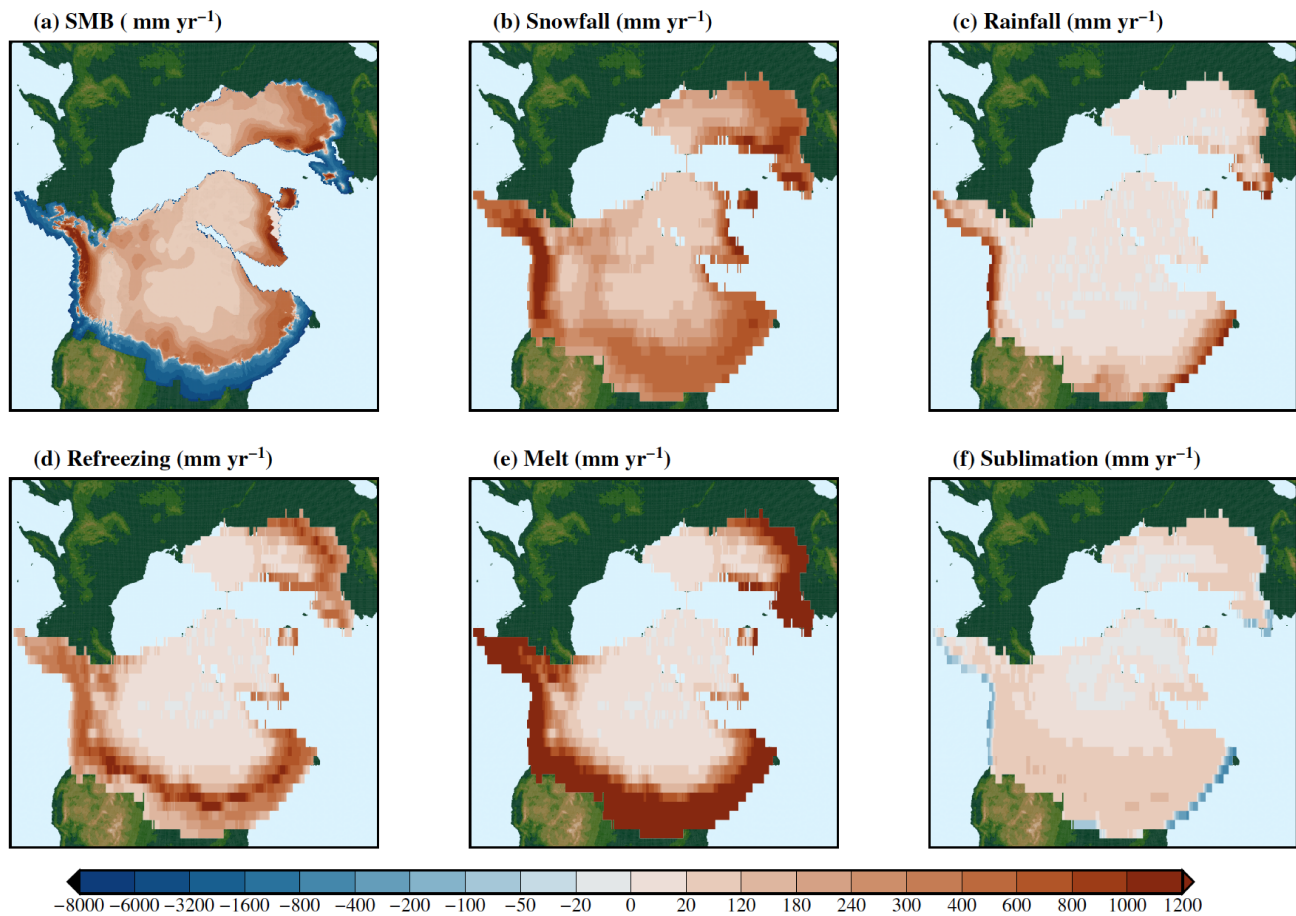 (a) SMB ( mm yr⁻¹)
(b) Snowfall (mm yr⁻¹)
(c) Rainfall (mm yr⁻¹)
(d) Refreezing (mm yr⁻¹)
(e) Melt (mm yr⁻¹)
(f) Sublimation (mm yr⁻¹)
−8000 −6000 −3200 −1600 −800 −400 −200 −100 −50 −20 0 20 120 180 240 300 400 600 800 1000 1200